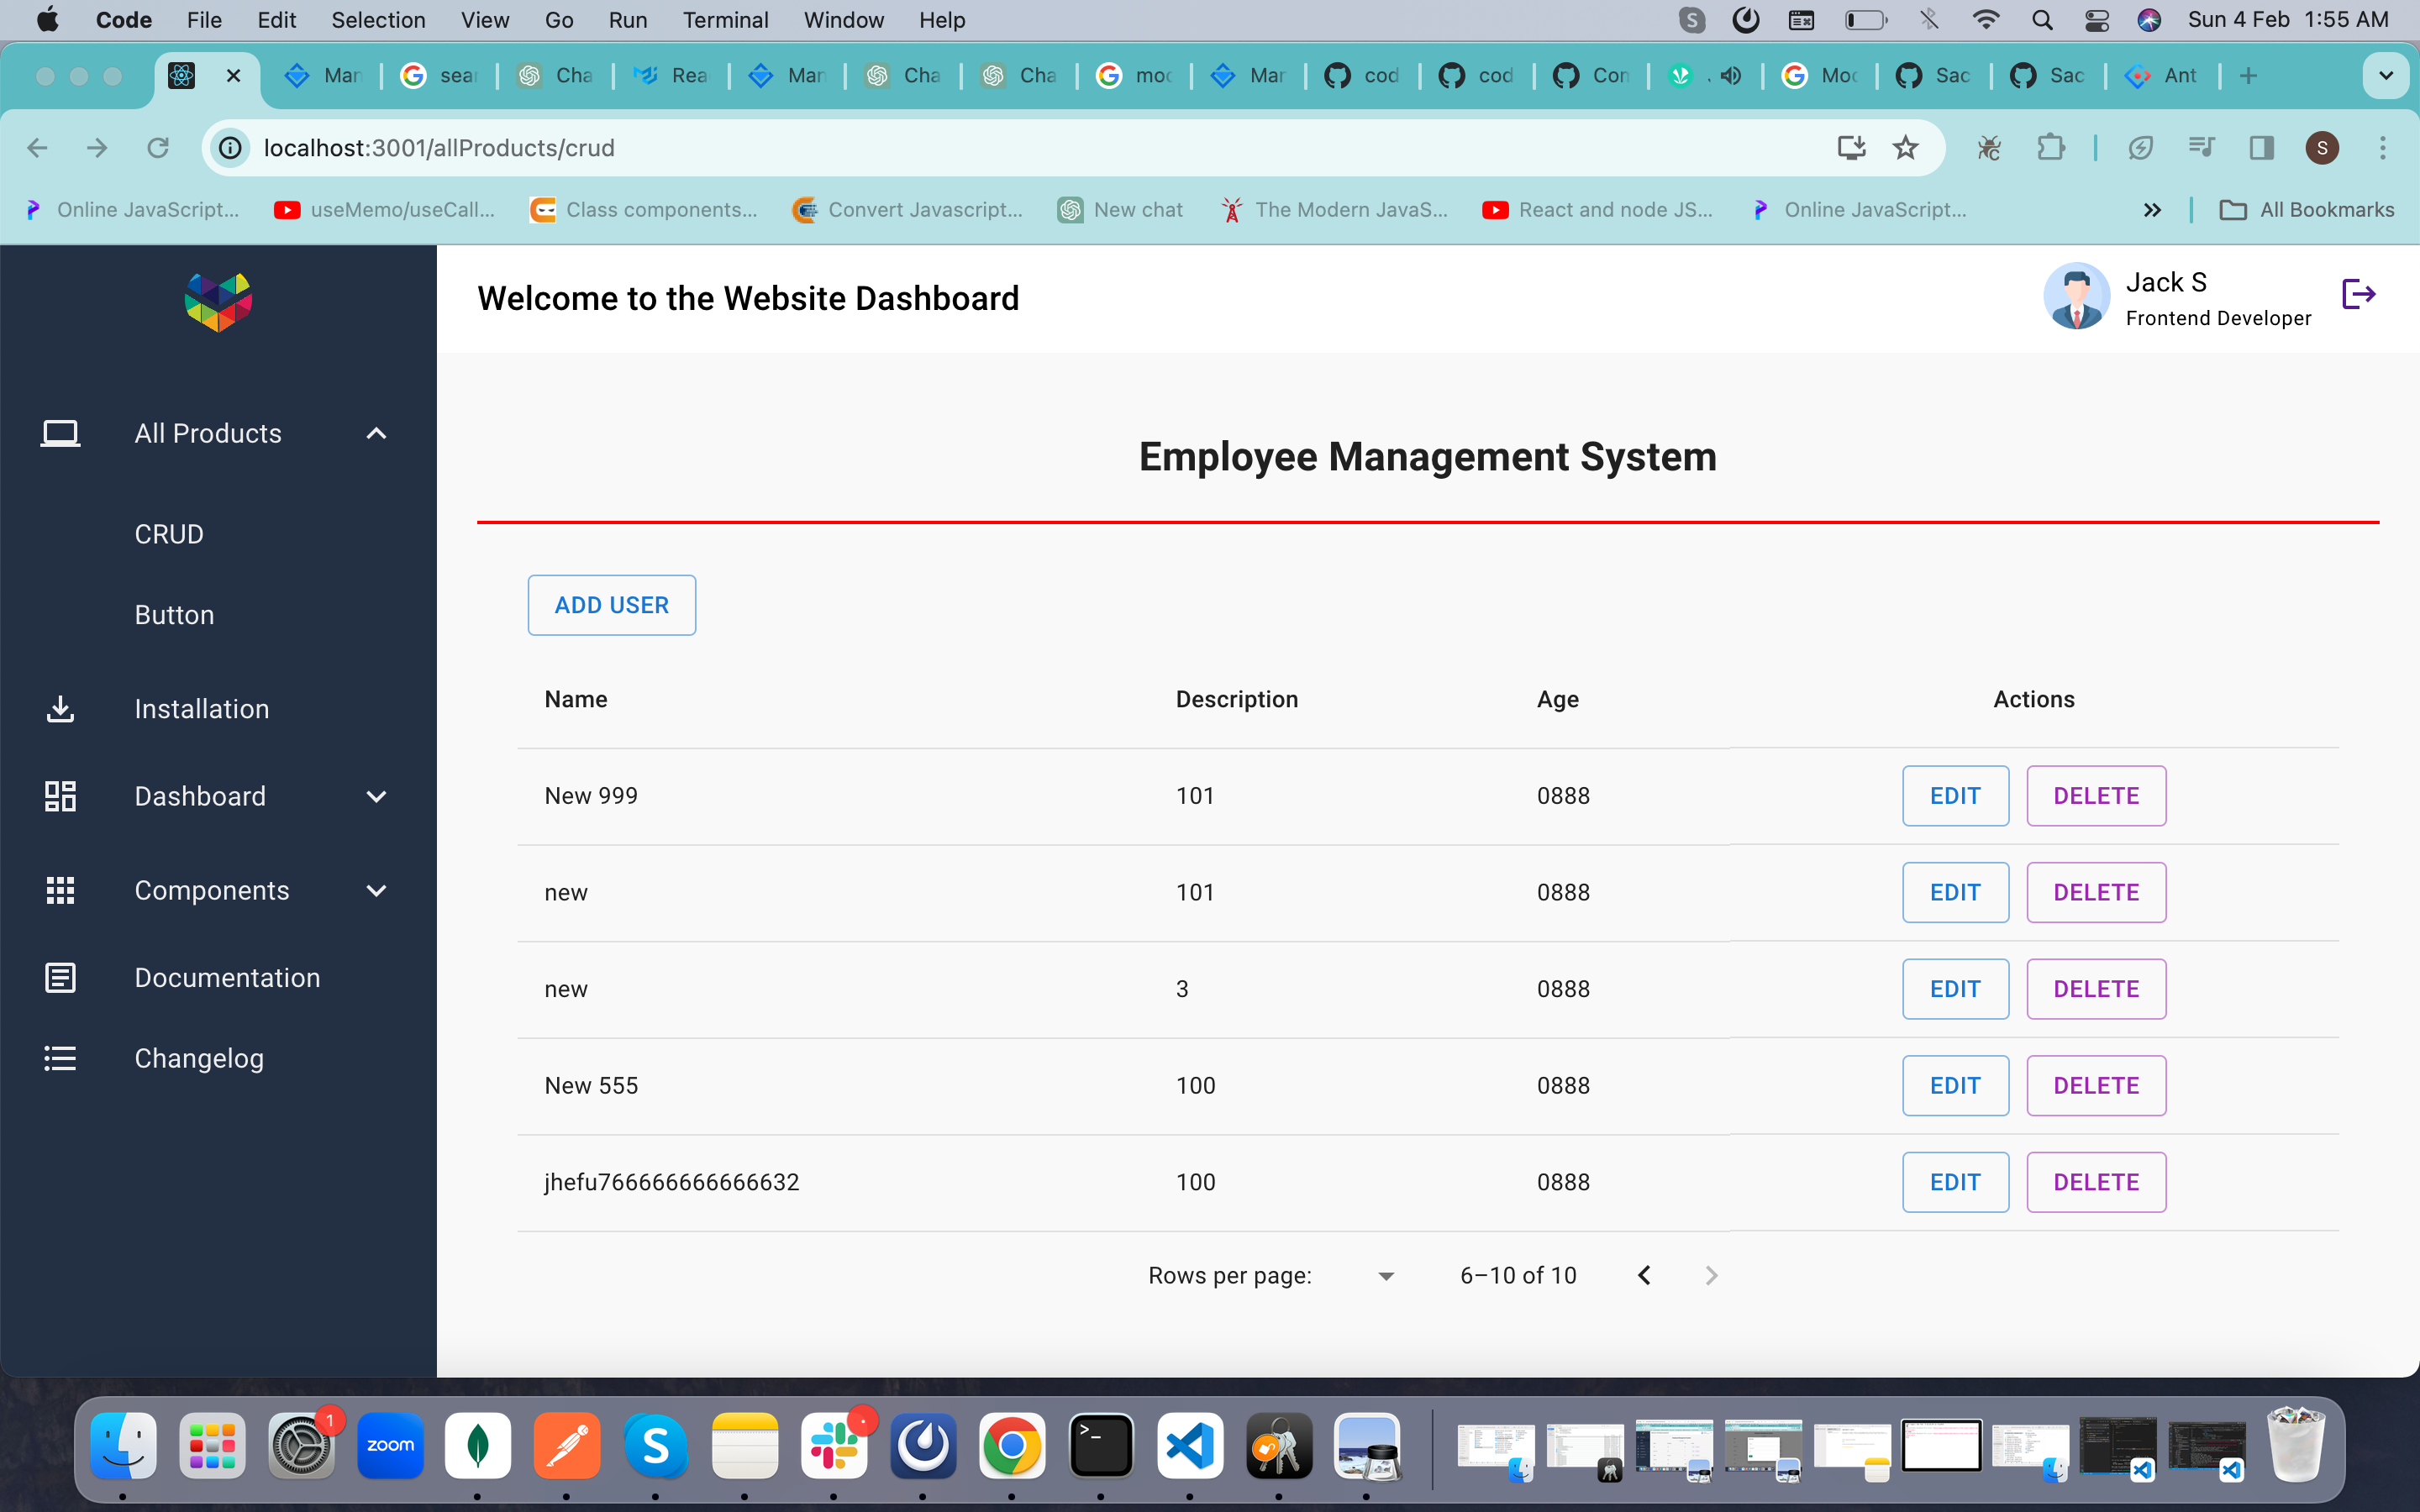 Code File Edit Selection View Go Run Terminal Window Help Sun 4 Feb 1:55 AM
Man sear Cha Rea Man Cha Cha moc Mar cod cod Con Moc Sac Sac Ant
localhost:3001/allProducts/crud S
Online JavaScript... useMemo/useCall... Class components... Convert Javascript... New chat The Modern JavaS... React and node JS... Online JavaScript... All Bookmarks
Welcome to the Website Dashboard
Jack S
Frontend Developer
All Products
CRUD
Button
Installation
Dashboard
Components
Documentation
Changelog
Employee Management System
ADD USER
Name Description Age Actions
New 999 101 0888 EDIT DELETE
new 101 0888 EDIT DELETE
new 3 0888 EDIT DELETE
New 555 100 0888 EDIT DELETE
jhefu766666666666632 100 0888 EDIT DELETE
Rows per page: 6–10 of 10
1 zoom